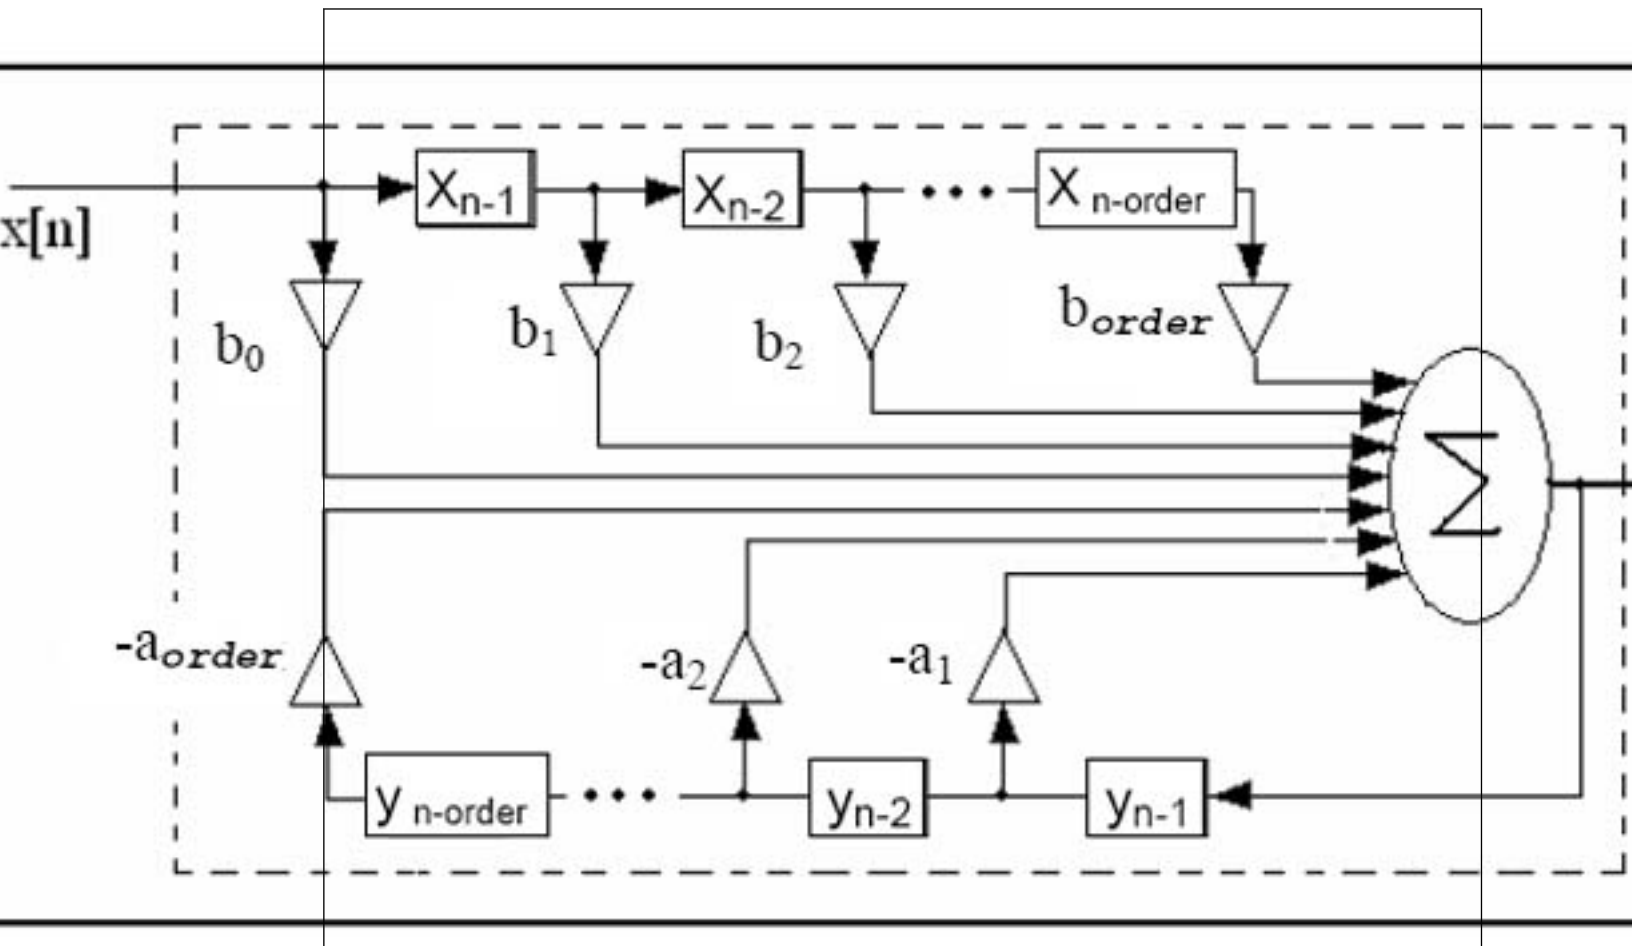 x[n]
Xn-1
Xn-2
• • •
X n-order
b0
b1
b2
border
Σ
-aorder
-a2
-a1
y n-order
• • •
yn-2
yn-1